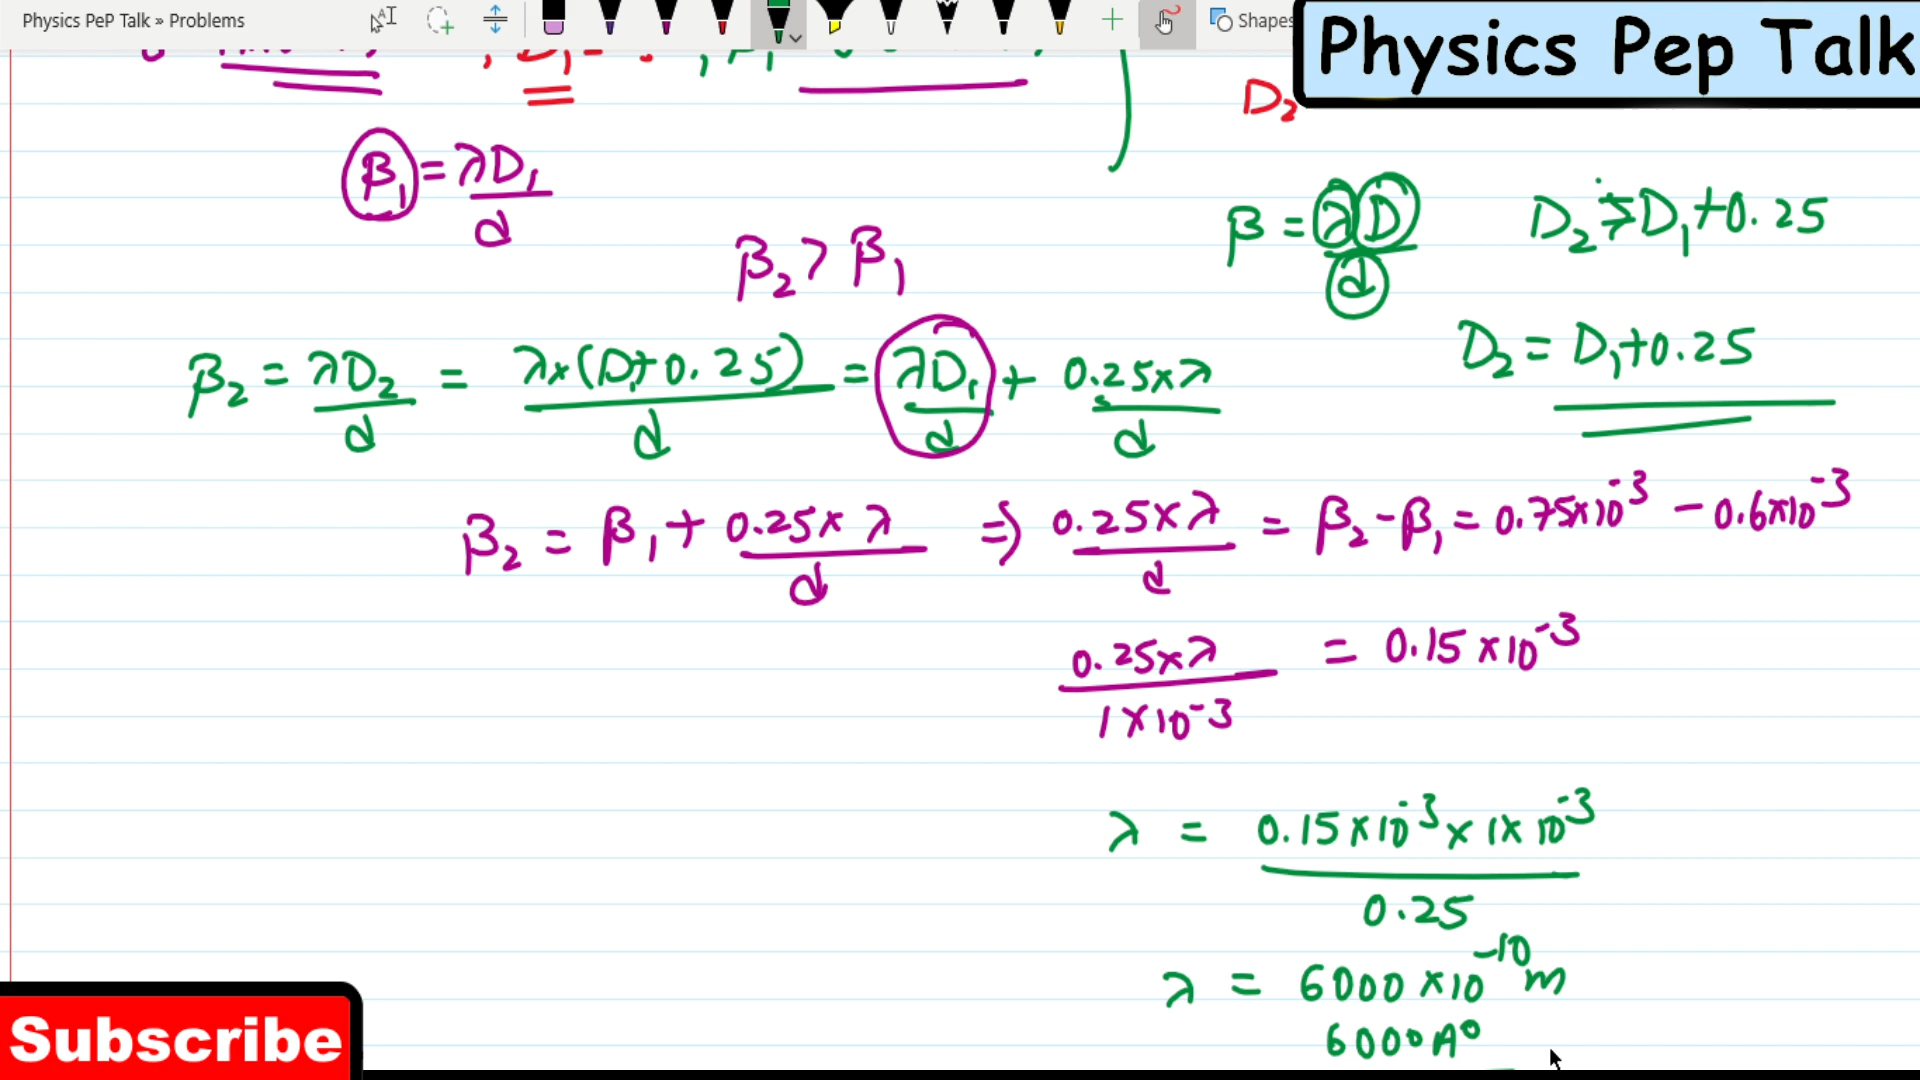 Physics PeP Talk » Problems
Shapes
Physics Pep Talk
, D₁ =
D₂
β₁ = λD₁/d
β = λD/d
D₂ > D₁+0.25
β₂ > β₁
D₂ = D₁+0.25
β₂ = λD₂/d = λ×(D₁+0.25)/d = λD₁/d + 0.25×λ/d
β₂ = β₁ + 0.25×λ/d ⇒ 0.25×λ/d = β₂-β₁ = 0.75×10⁻³ - 0.6×10⁻³
0.25×λ/1×10⁻³ = 0.15×10⁻³
λ = 0.15×10⁻³×1×10⁻³/0.25
λ = 6000×10⁻¹⁰m
6000A⁰
Subscribe